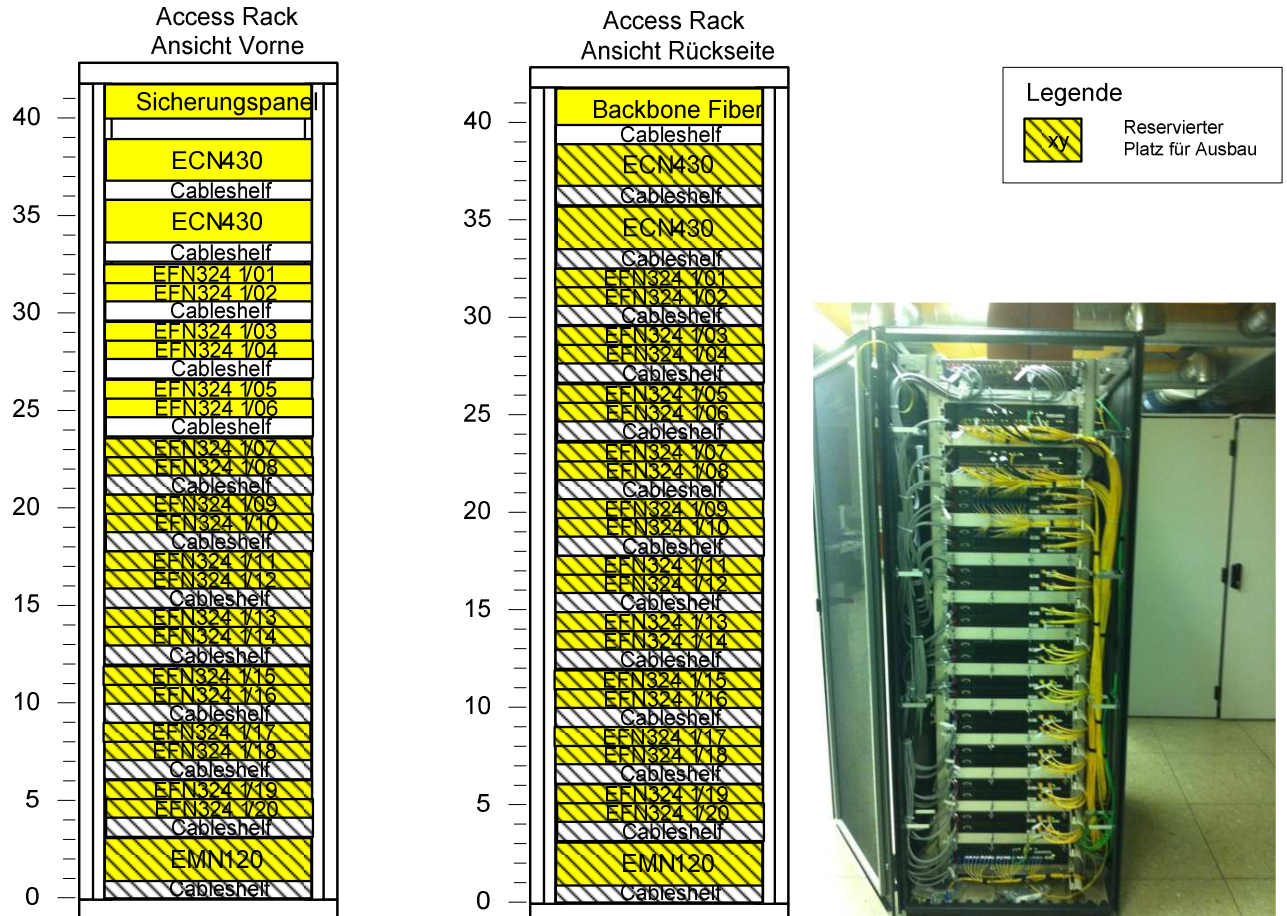 Access Rack
Ansicht Vorne
40
35
30
25
20
15
10
5
0
Sicherungspanel
ECN430
Cableshelf
ECN430
Cableshelf
EFN324 1/01
EFN324 1/02
Cableshelf
EFN324 1/03
EFN324 1/04
Cableshelf
EFN324 1/05
EFN324 1/06
Cableshelf
EFN324 1/07
EFN324 1/08
Cableshelf
EFN324 1/09
EFN324 1/10
Cableshelf
EFN324 1/11
EFN324 1/12
Cableshelf
EFN324 1/13
EFN324 1/14
Cableshelf
EFN324 1/15
EFN324 1/16
Cableshelf
EFN324 1/17
EFN324 1/18
Cableshelf
EFN324 1/19
EFN324 1/20
Cableshelf
EMN120
Cableshelf
Access Rack
Ansicht Rückseite
40
35
30
25
20
15
10
5
0
Backbone Fiber
Cableshelf
ECN430
Cableshelf
ECN430
Cableshelf
EFN324 1/01
EFN324 1/02
Cableshelf
EFN324 1/03
EFN324 1/04
Cableshelf
EFN324 1/05
EFN324 1/06
Cableshelf
EFN324 1/07
EFN324 1/08
Cableshelf
EFN324 1/09
EFN324 1/10
Cableshelf
EFN324 1/11
EFN324 1/12
Cableshelf
EFN324 1/13
EFN324 1/14
Cableshelf
EFN324 1/15
EFN324 1/16
Cableshelf
EFN324 1/17
EFN324 1/18
Cableshelf
EFN324 1/19
EFN324 1/20
Cableshelf
EMN120
Cableshelf
Legende
xy
Reservierter
Platz für Ausbau